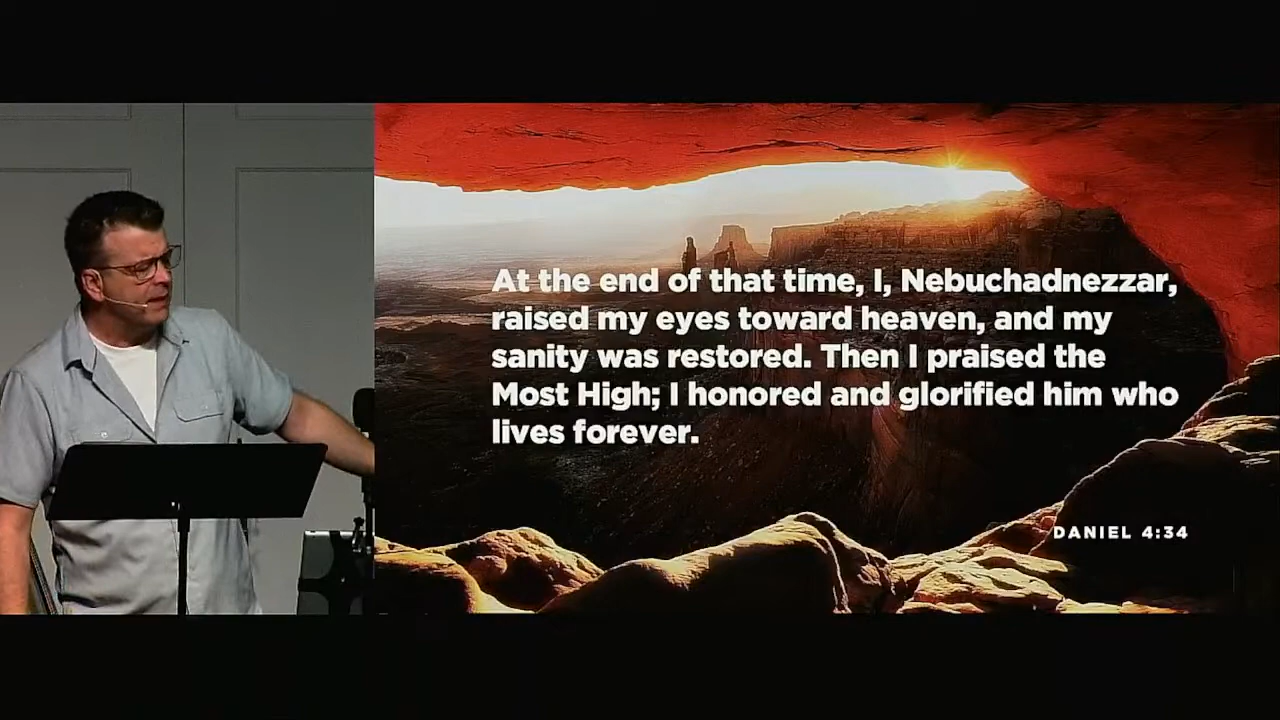 At the end of that time, I, Nebuchadnezzar,
raised my eyes toward heaven, and my
sanity was restored. Then I praised the
Most High; I honored and glorified him who
lives forever.
DANIEL 4:34